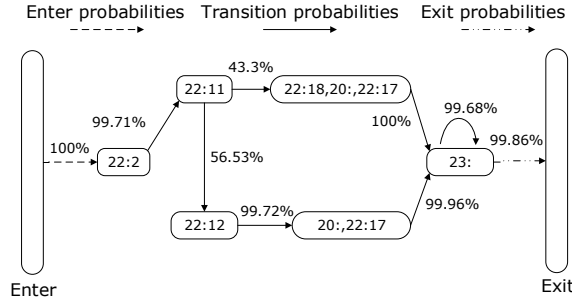 Enter probabilities Transition probabilities Exit probabilities
43.3%
22:11 22:18,20:,22:17
99.68%
99.71% 100% 99.86%
100%
22:2 56.53% 23:
99.72% 99.96%
22:12 20:,22:17
Enter Exit